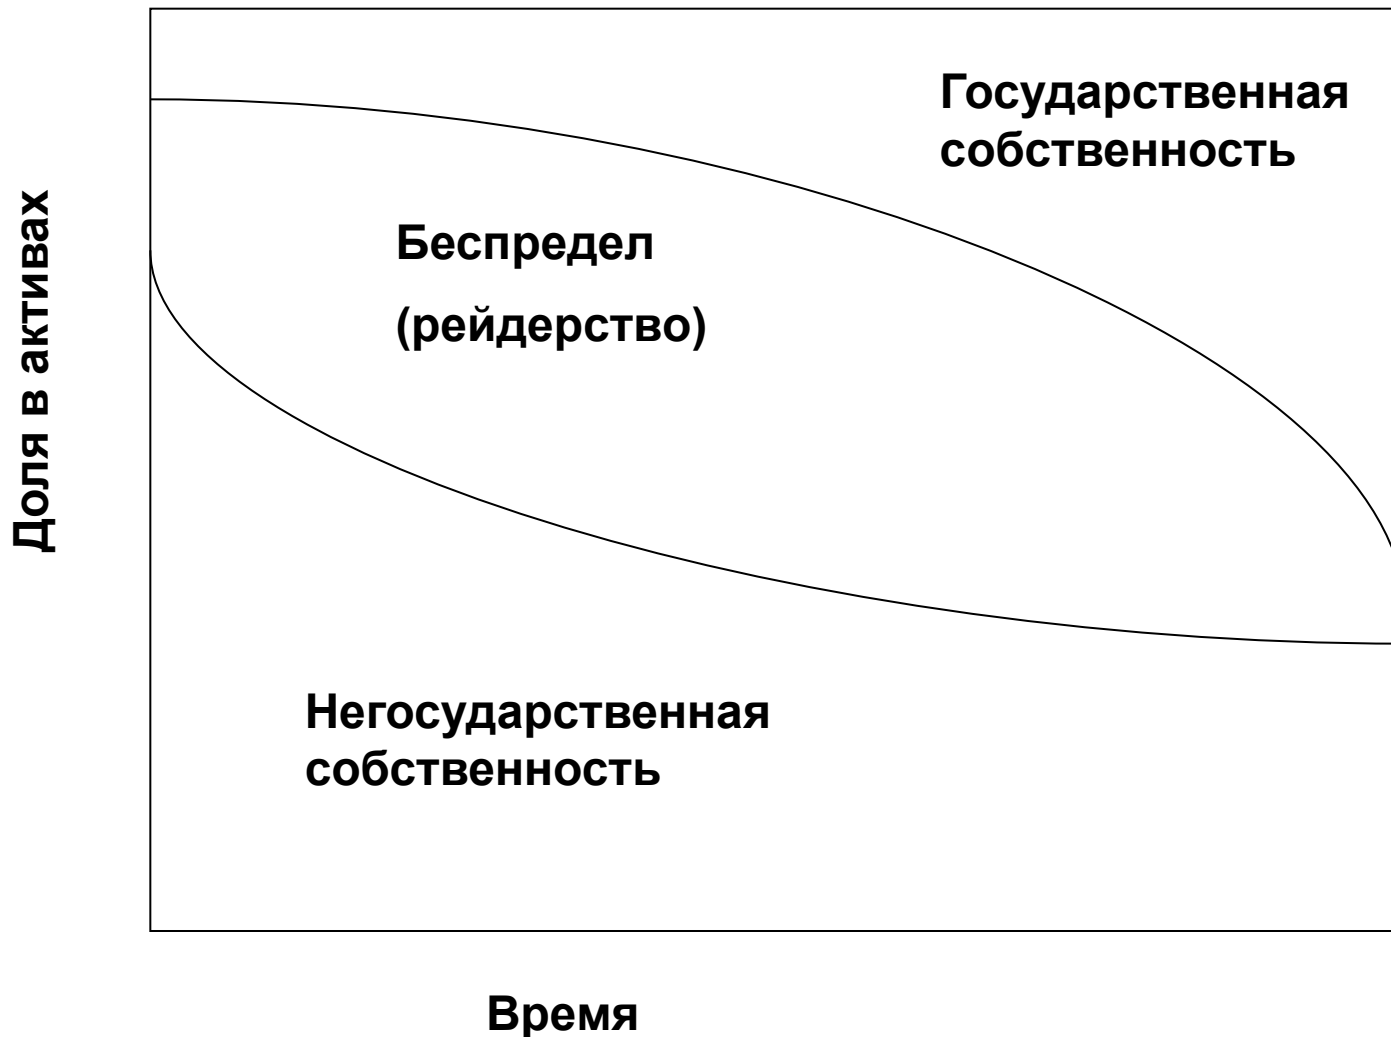 Государственная
собственность
Беспредел
(рейдерство)
Доля в активах
Негосударственная
собственность
Время